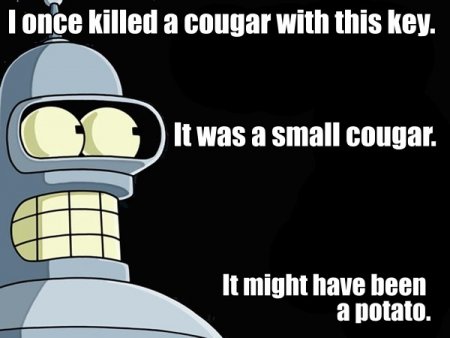 I once killed a cougar with this key.
It was a small cougar.
It might have been
a potato.